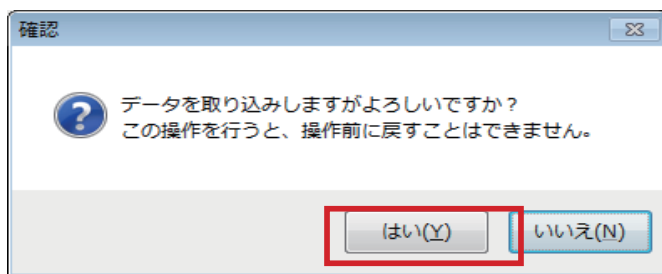 確認
データを取り込みしますがよろしいですか?
この操作を行うと、操作前に戻すことはできません。
はい(Y)
いいえ(N)